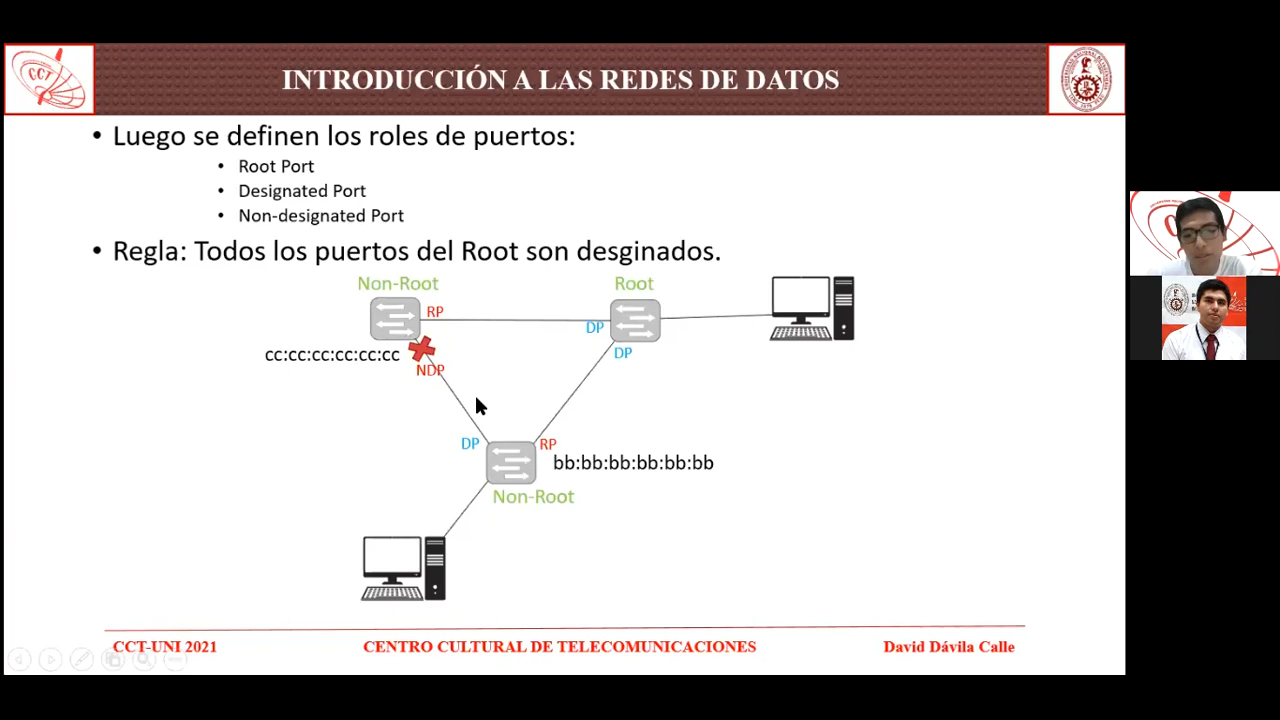 CCT
INTRODUCCIÓN A LAS REDES DE DATOS
• Luego se definen los roles de puertos:
• Root Port
• Designated Port
• Non-designated Port
• Regla: Todos los puertos del Root son desginados.
Non-Root
Root
RP
DP
DP
cc:cc:cc:cc:cc:cc
NDP
DP
RP
bb:bb:bb:bb:bb:bb
Non-Root
CCT-UNI 2021
CENTRO CULTURAL DE TELECOMUNICACIONES
David Dávila Calle